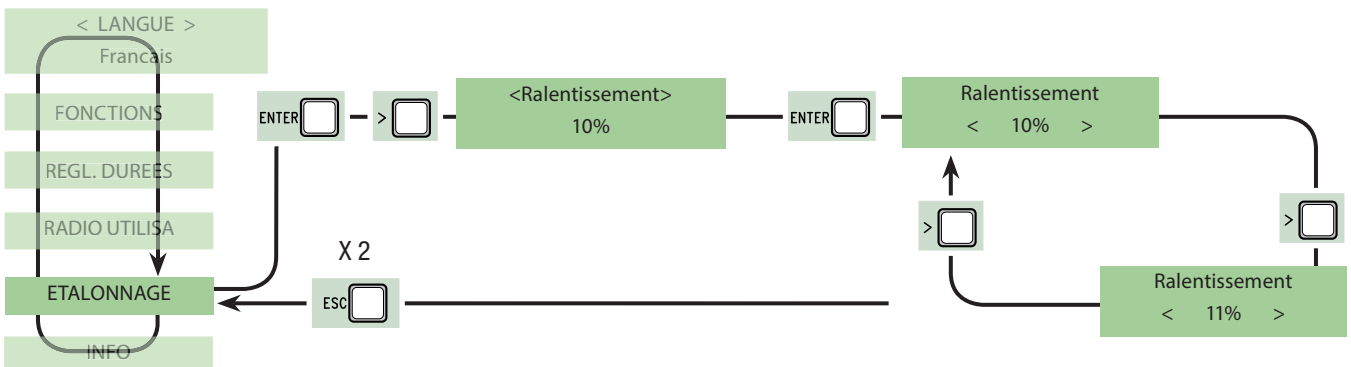 < LANGUE >
Francais
FONCTIONS
REGL. DUREES
RADIO UTILISA
ETALONNAGE
INFO
ENTER
>
<Ralentissement>
10%
ENTER
Ralentissement
< 10% >
>
>
Ralentissement
< 11% >
X 2
ESC